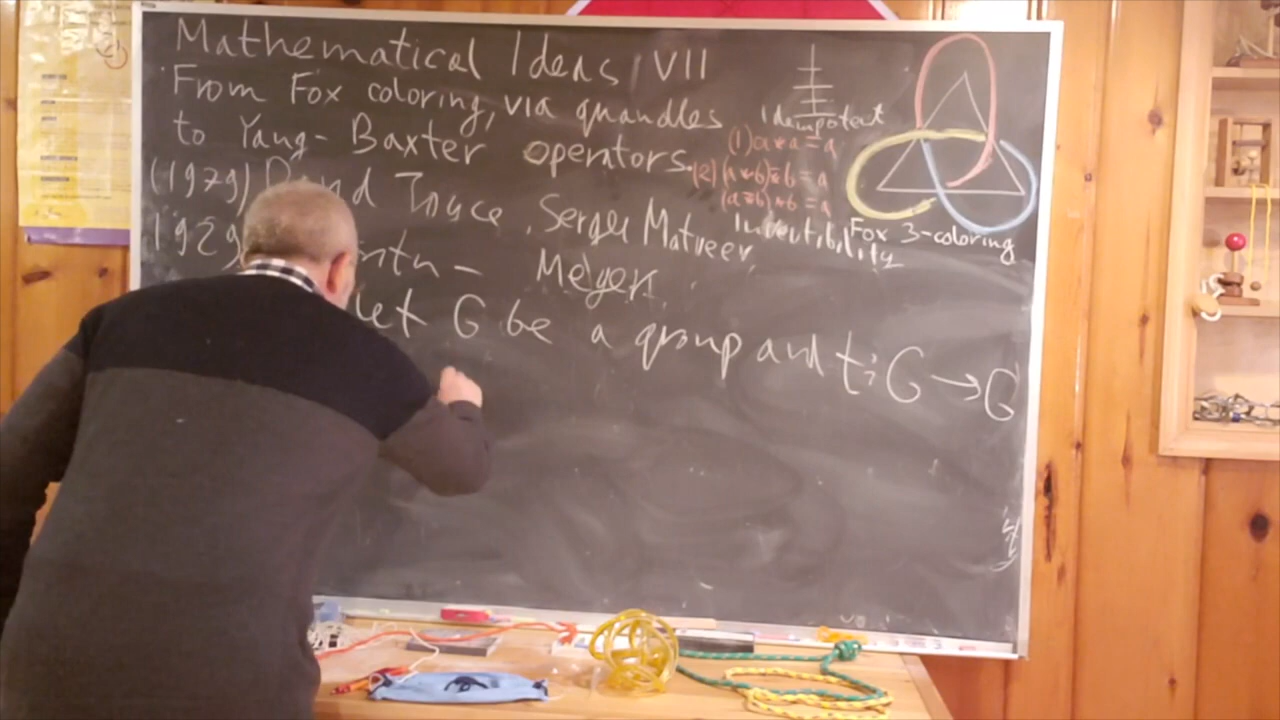 Mathematical Ideas VII
From Fox coloring, via quandles
to Yang-Baxter operators.
(1979) David Joyce, Sergei Matveev
1929 - Meyer
Let G be a group and t: G → G
Idempotent
(1) a*a = a
(2) (a*b)*̄b = a
(a*̄b)*b = a
Invertibility
Fox 3-coloring